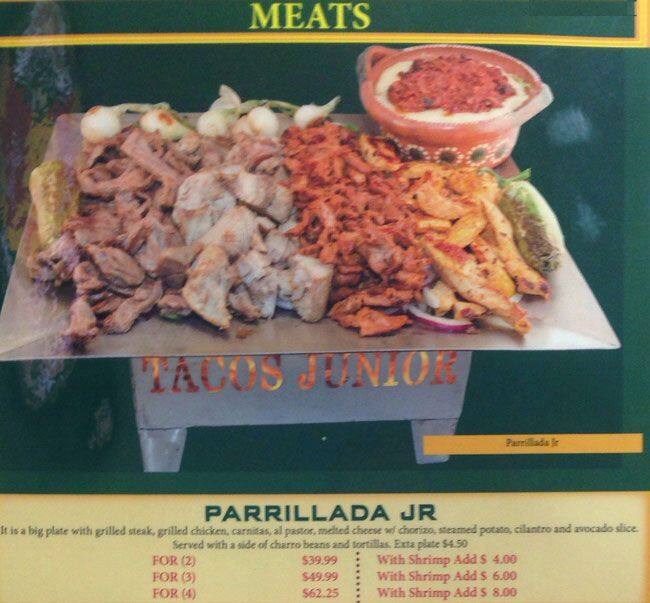 MEATS
TACOS JUNIOR
Parrillada Jr
PARRILLADA JR
It is a big plate with grilled steak, grilled chicken, carnitas, al pastor, melted cheese w/ chorizo, steamed potato, cilantro and avocado slice.
Served with a side of charro beans and tortillas. Exta plate $4.50
FOR (2) $39.99 With Shrimp Add $ 4.00
FOR (3) $49.99 With Shrimp Add $ 6.00
FOR (4) $62.25 With Shrimp Add $ 8.00